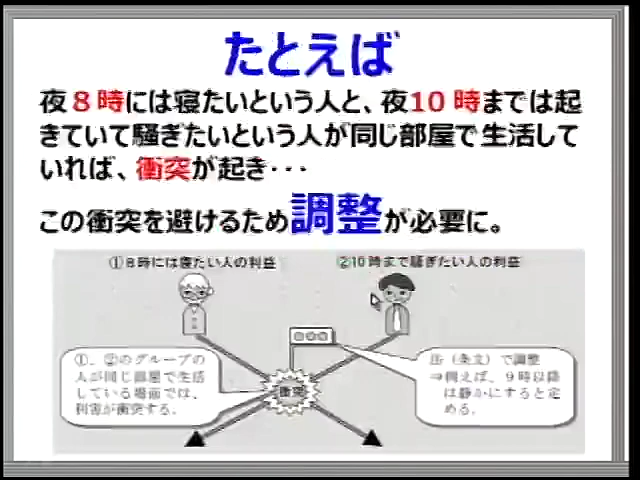 たとえば
夜8時には寝たいという人と、夜10時までは起
きていて騒ぎたいという人が同じ部屋で生活して
いれば、衝突が起き･･･
この衝突を避けるため調整が必要に。
①8時には寝たい人の利益
②10時まで騒ぎたい人の利益
①、②のグループの
人が同じ部屋で生活
している場面では、
利害が衝突する。
衝突
法（条文）で調整
⇒例えば、9時以降
は静かにすると定
める。